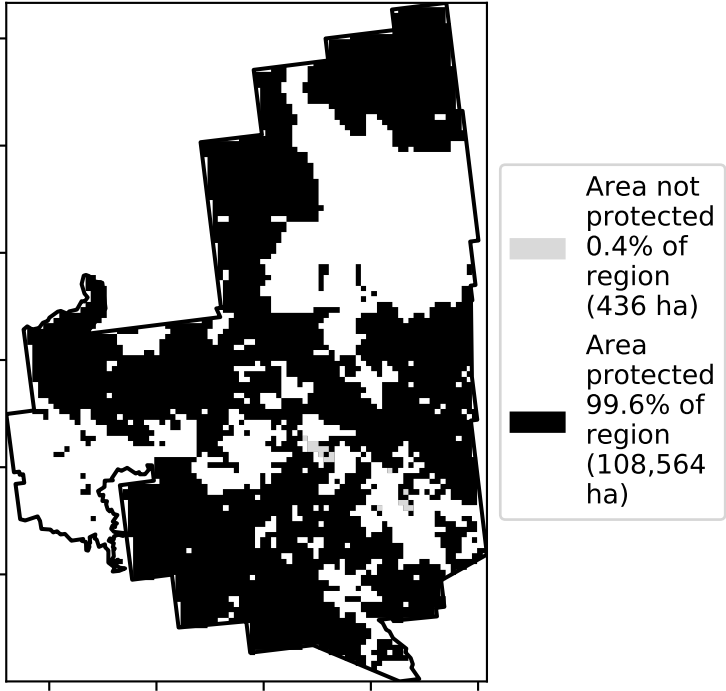 Area not
protected
0.4% of
region
(436 ha)
Area
protected
99.6% of
region
(108,564
ha)